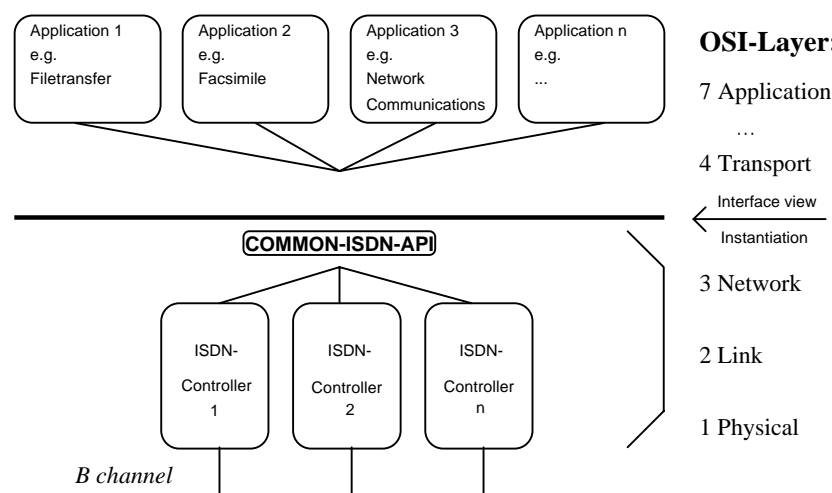 Application 1
e.g.
Filetransfer
Application 2
e.g.
Facsimile
Application 3
e.g.
Network
Communications
Application n
e.g.
...
OSI-Layer:
7 Application
...
4 Transport
Interface view
Instantiation
COMMON-ISDN-API
3 Network
2 Link
1 Physical
ISDN-
Controller
1
ISDN-
Controller
2
ISDN-
Controller
n
B channel